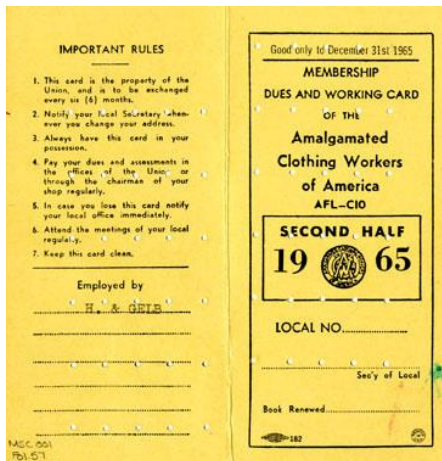 IMPORTANT RULES
1. This card is the property of the
Union, and is to be exchanged
every six (6) months.
2. Notify your local Secretary when-
ever you change your address.
3. Always have this card in your
possession.
4. Pay your dues and assessments in
the offices of the Union or
through the chairman of your
shop regularly.
5. In case you lose this card notify
your local office immediately.
6. Attend the meetings of your local
regularly.
7. Keep this card clean.
Employed by
H. & GEIB
MSC 001
Good only to December 31st 1965
MEMBERSHIP
DUES AND WORKING CARD
OF THE
Amalgamated
Clothing Workers
of America
AFL-CIO
SECOND HALF
19 65
LOCAL NO.
Sec'y of Local
Book Renewed
182